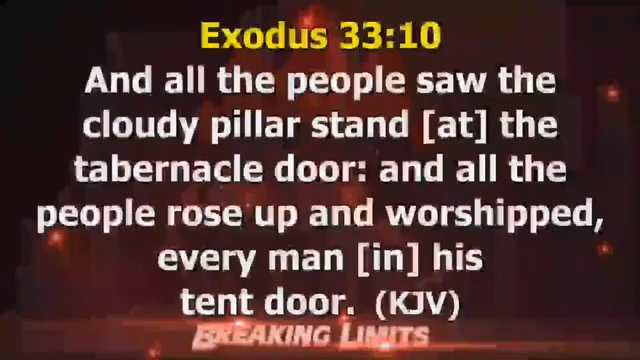 Exodus 33:10
And all the people saw the
cloudy pillar stand [at] the
tabernacle door: and all the
people rose up and worshipped,
every man [in] his
tent door. (KJV)
BREAKING LIMITS